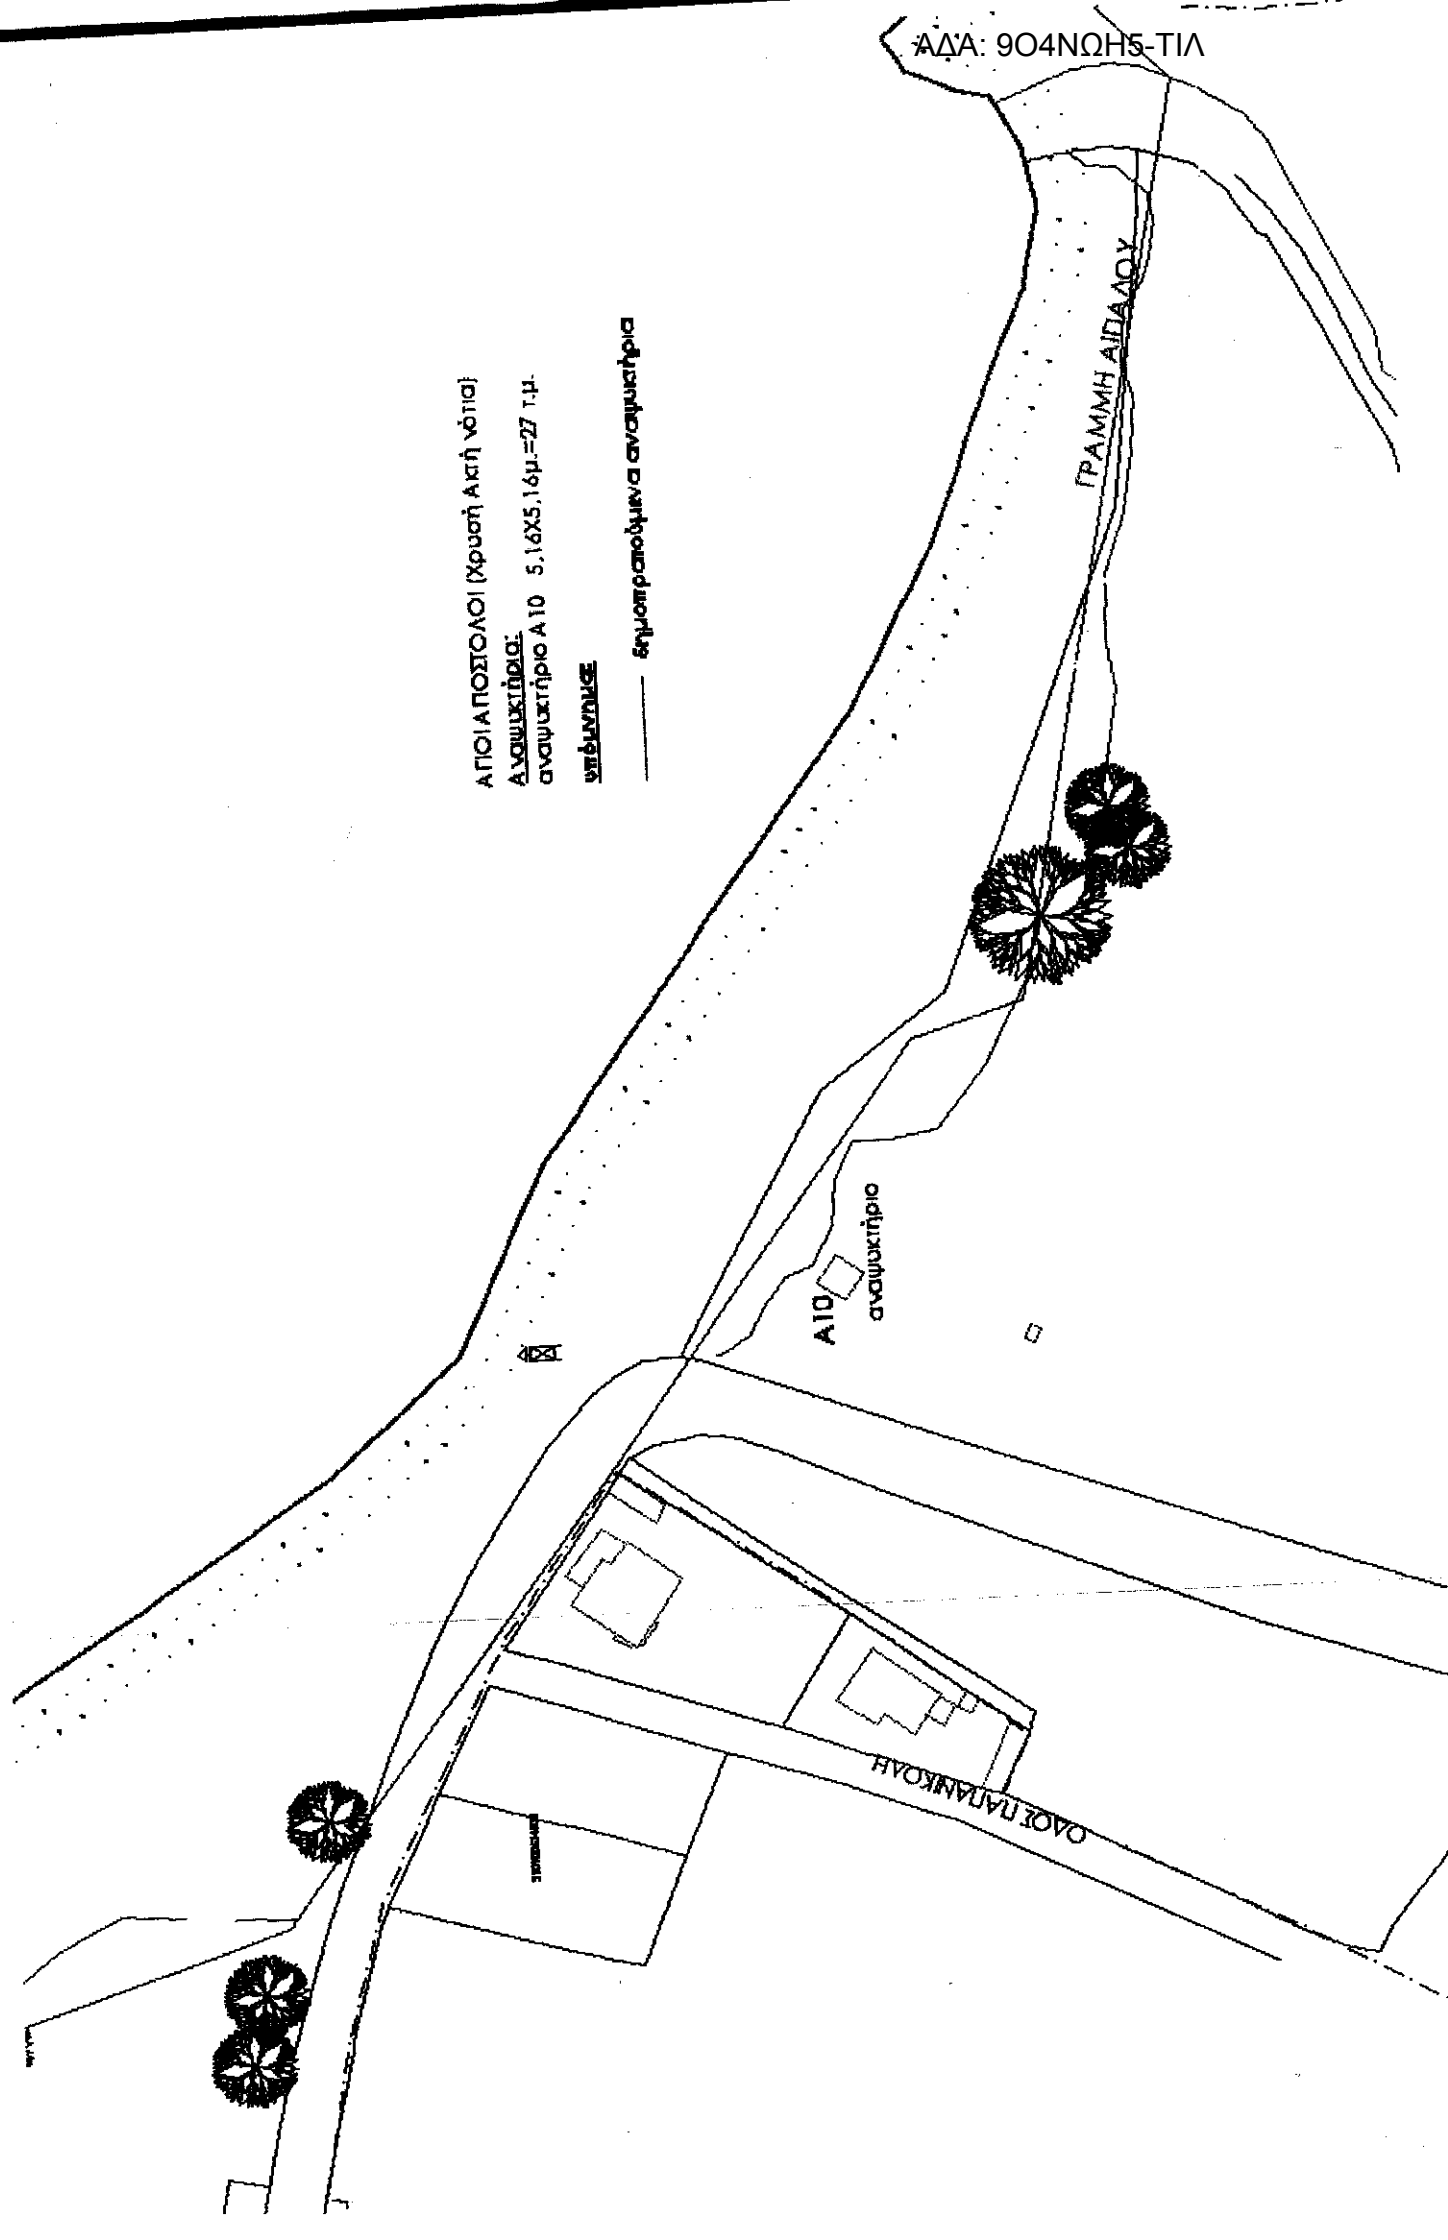 ΑΔΑ: 9Ο4ΝΩΗ5-ΤΙΛ
ΑΓΙΟΙ ΑΠΟΣΤΟΛΟΙ (Χρυσή Ακτή νότια)
Αναψυκτήρια:
αναψυκτήριο Α10 5,16Χ5,16μ.=27 τ.μ.
υπόμνημα:
δημοπρατούμενα αναψυκτήρια
ΓΡΑΜΜΗ ΑΙΓΙΑΛΟΥ
Α10
αναψυκτήριο
ΟΔΟΣ ΠΑΠΑΝΙΚΟΛΗ